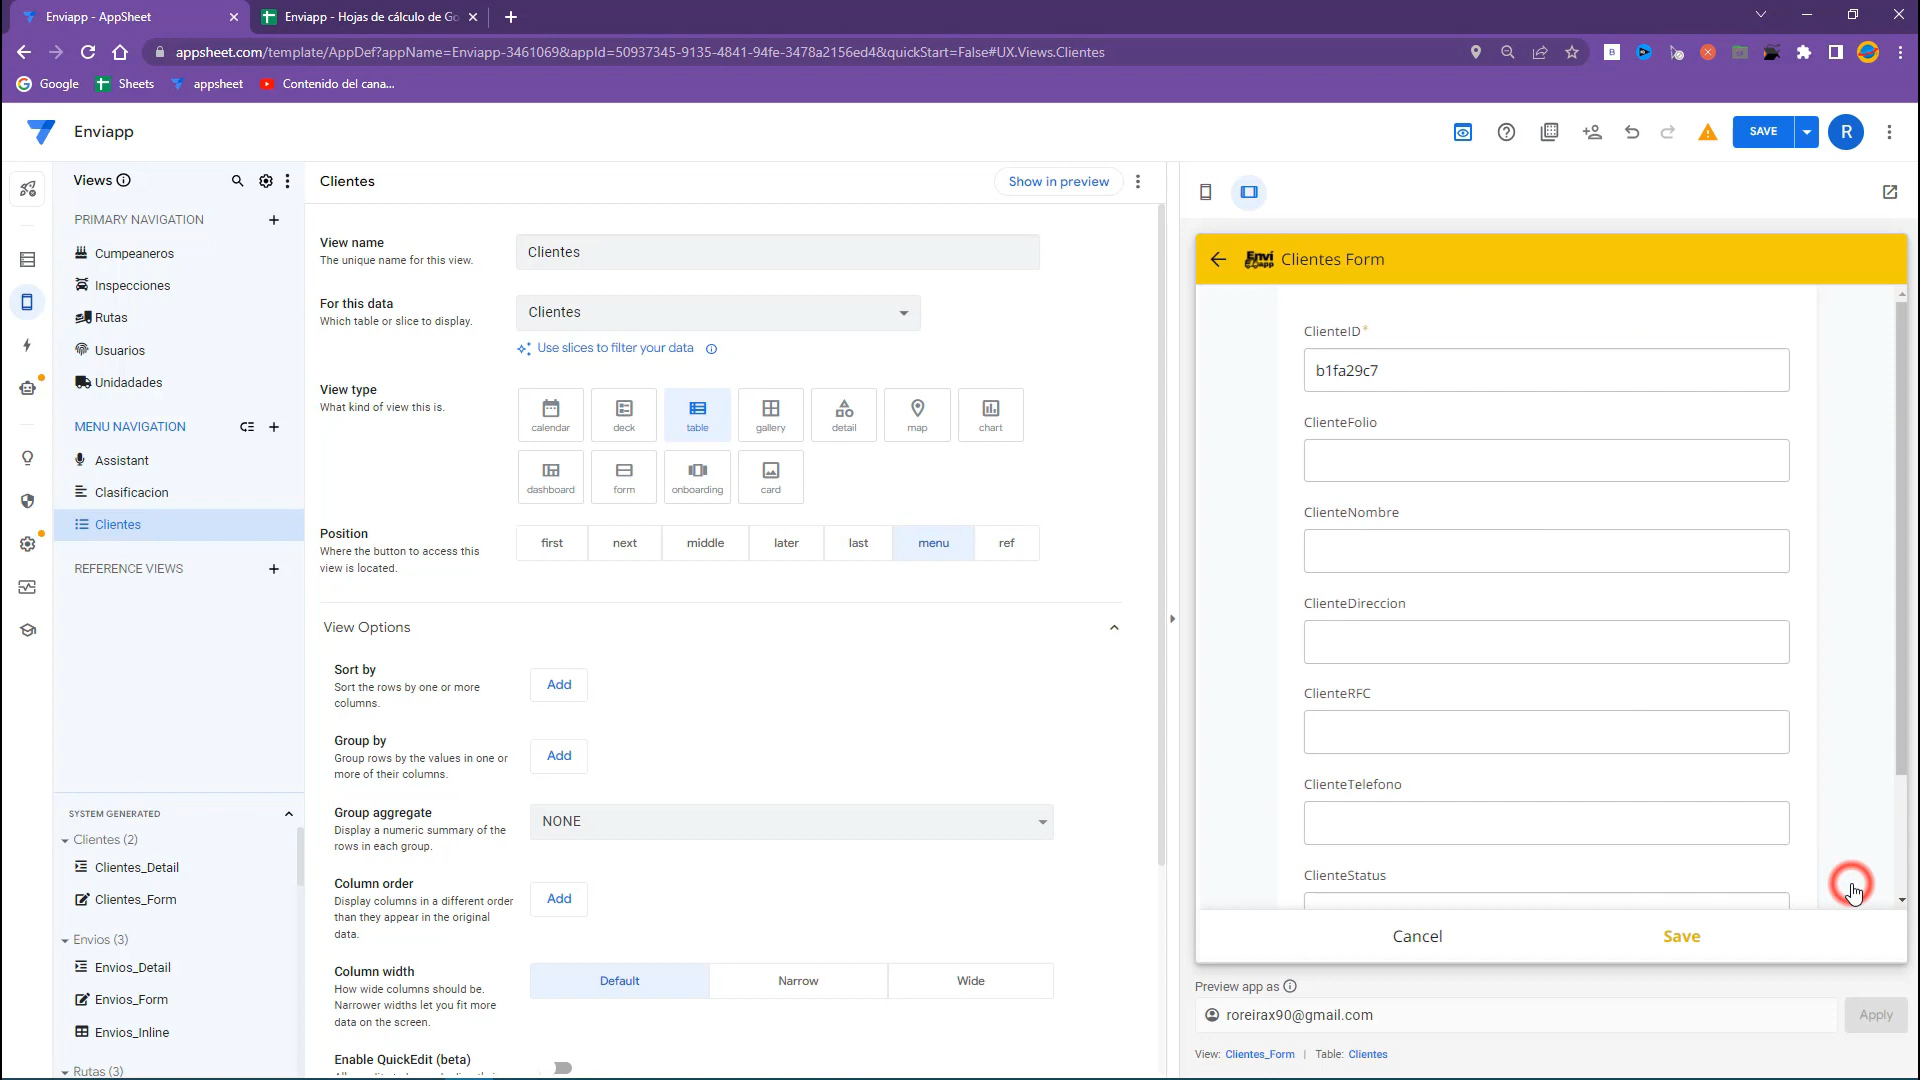 Enviapp - AppSheet
Enviapp - Hojas de cálculo de Go
appsheet.com/template/AppDef?appName=Enviapp-3461069&appId=50937345-9135-4841-94fe-3478a2156ed4&quickStart=False#UX.Views.Clientes
Google
Sheets
appsheet
Contenido del cana...
Enviapp
SAVE
R
Views
PRIMARY NAVIGATION
Cumpeaneros
Inspecciones
Rutas
Usuarios
Unidadades
MENU NAVIGATION
Assistant
Clasificacion
Clientes
REFERENCE VIEWS
SYSTEM GENERATED
Clientes (2)
Clientes_Detail
Clientes_Form
Envios (3)
Envios_Detail
Envios_Form
Envios_Inline
Rutas (3)
Clientes
Show in preview
View name
The unique name for this view.
Clientes
For this data
Which table or slice to display.
Clientes
Use slices to filter your data
View type
What kind of view this is.
calendar
deck
table
gallery
detail
map
chart
dashboard
form
onboarding
card
Position
Where the button to access this
view is located.
first
next
middle
later
last
menu
ref
View Options
Sort by
Sort the rows by one or more
columns.
Add
Group by
Group rows by the values in one or
more of their columns.
Add
Group aggregate
Display a numeric summary of the
rows in each group.
NONE
Column order
Display columns in a different order
than they appear in the original
data.
Add
Column width
How wide columns should be.
Narrower widths let you fit more
data on the screen.
Default
Narrow
Wide
Enable QuickEdit (beta)
Envi
app
Clientes Form
ClienteID*
b1fa29c7
ClienteFolio
ClienteNombre
ClienteDireccion
ClienteRFC
ClienteTelefono
ClienteStatus
Cancel
Save
Preview app as
roreirax90@gmail.com
Apply
View: Clientes_Form | Table: Clientes